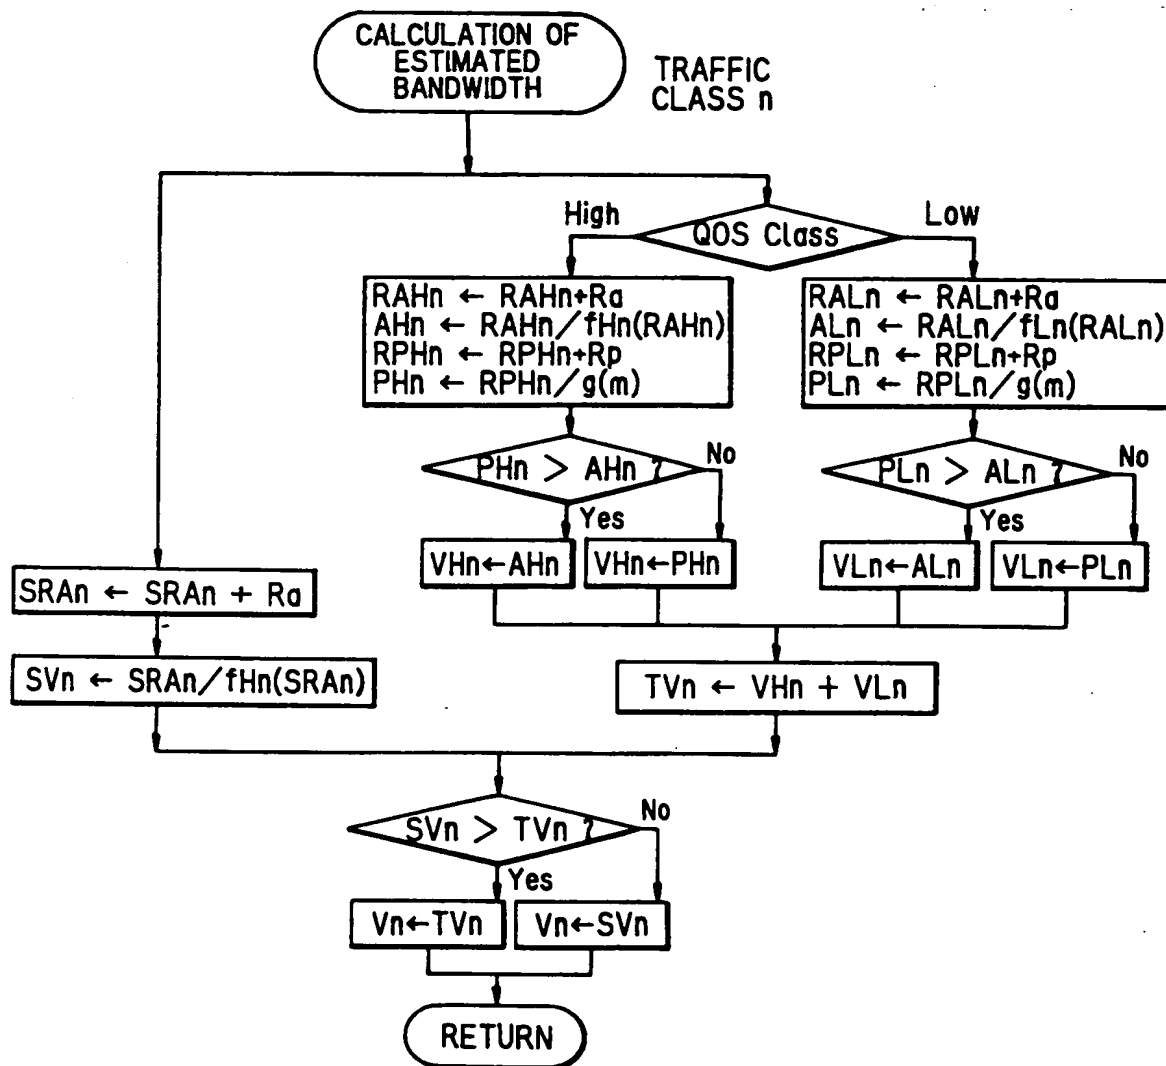 CALCULATION OF
ESTIMATED
BANDWIDTH
TRAFFIC
CLASS n
High
QOS Class
Low
RAHn ← RAHn+Ra
AHn ← RAHn/fHn(RAHn)
RPHn ← RPHn+Rp
PHn ← RPHn/g(m)
RALn ← RALn+Ra
ALn ← RALn/fLn(RALn)
RPLn ← RPLn+Rp
PLn ← RPLn/g(m)
PHn > AHn ?
No
Yes
PLn > ALn ?
No
Yes
VHn←AHn
VHn←PHn
VLn←ALn
VLn←PLn
SRAn ← SRAn + Ra
SVn ← SRAn/fHn(SRAn)
TVn ← VHn + VLn
SVn > TVn ?
No
Yes
Vn←TVn
Vn←SVn
RETURN